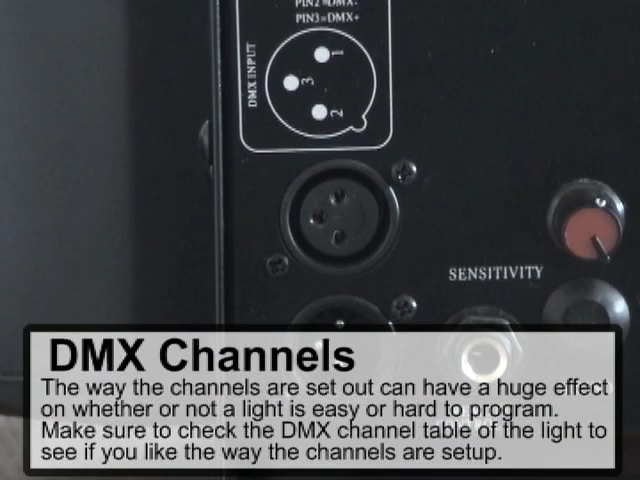 PIN2=DMX-
PIN3=DMX+
DMX INPUT
1
3
2
SENSITIVITY
DMX Channels
The way the channels are set out can have a huge effect
on whether or not a light is easy or hard to program.
Make sure to check the DMX channel table of the light to
see if you like the way the channels are setup.